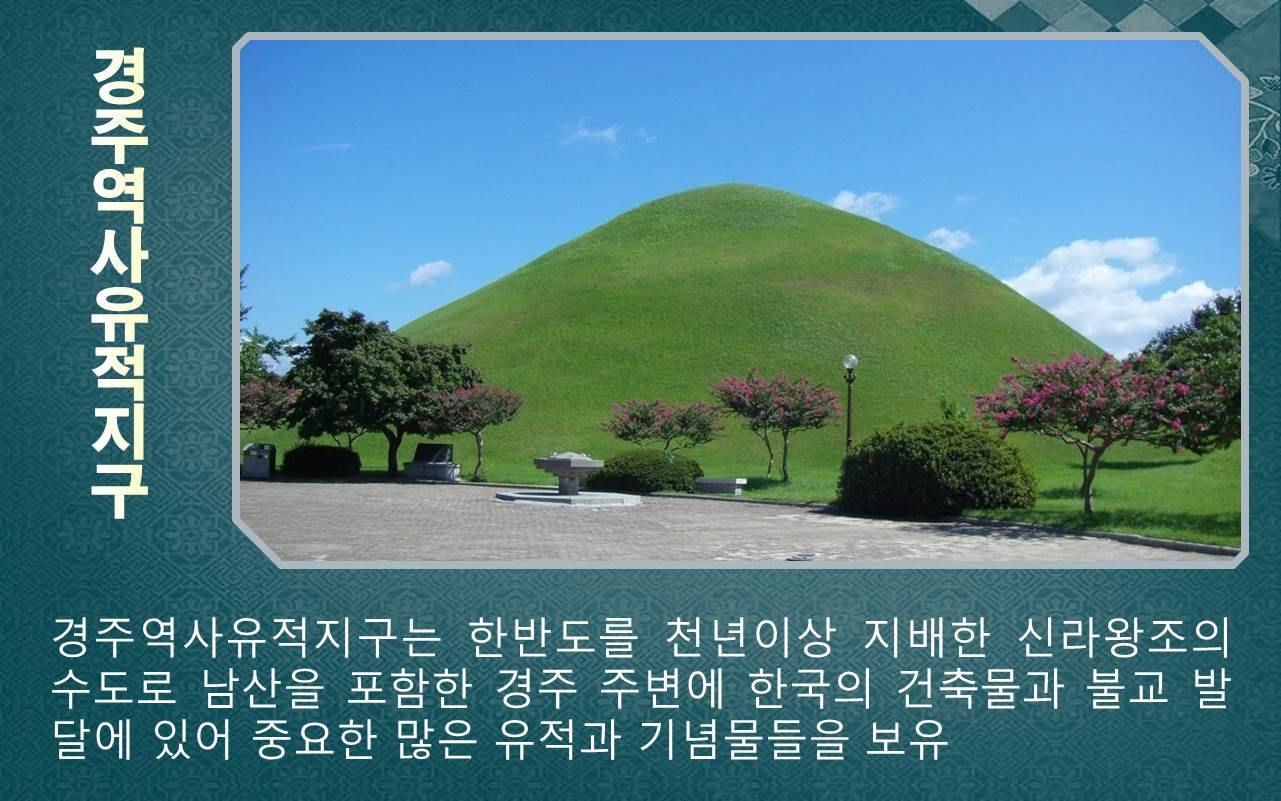 경주역사유적지구
경주역사유적지구는 한반도를 천년이상 지배한 신라왕조의
수도로 남산을 포함한 경주 주변에 한국의 건축물과 불교 발
달에 있어 중요한 많은 유적과 기념물들을 보유